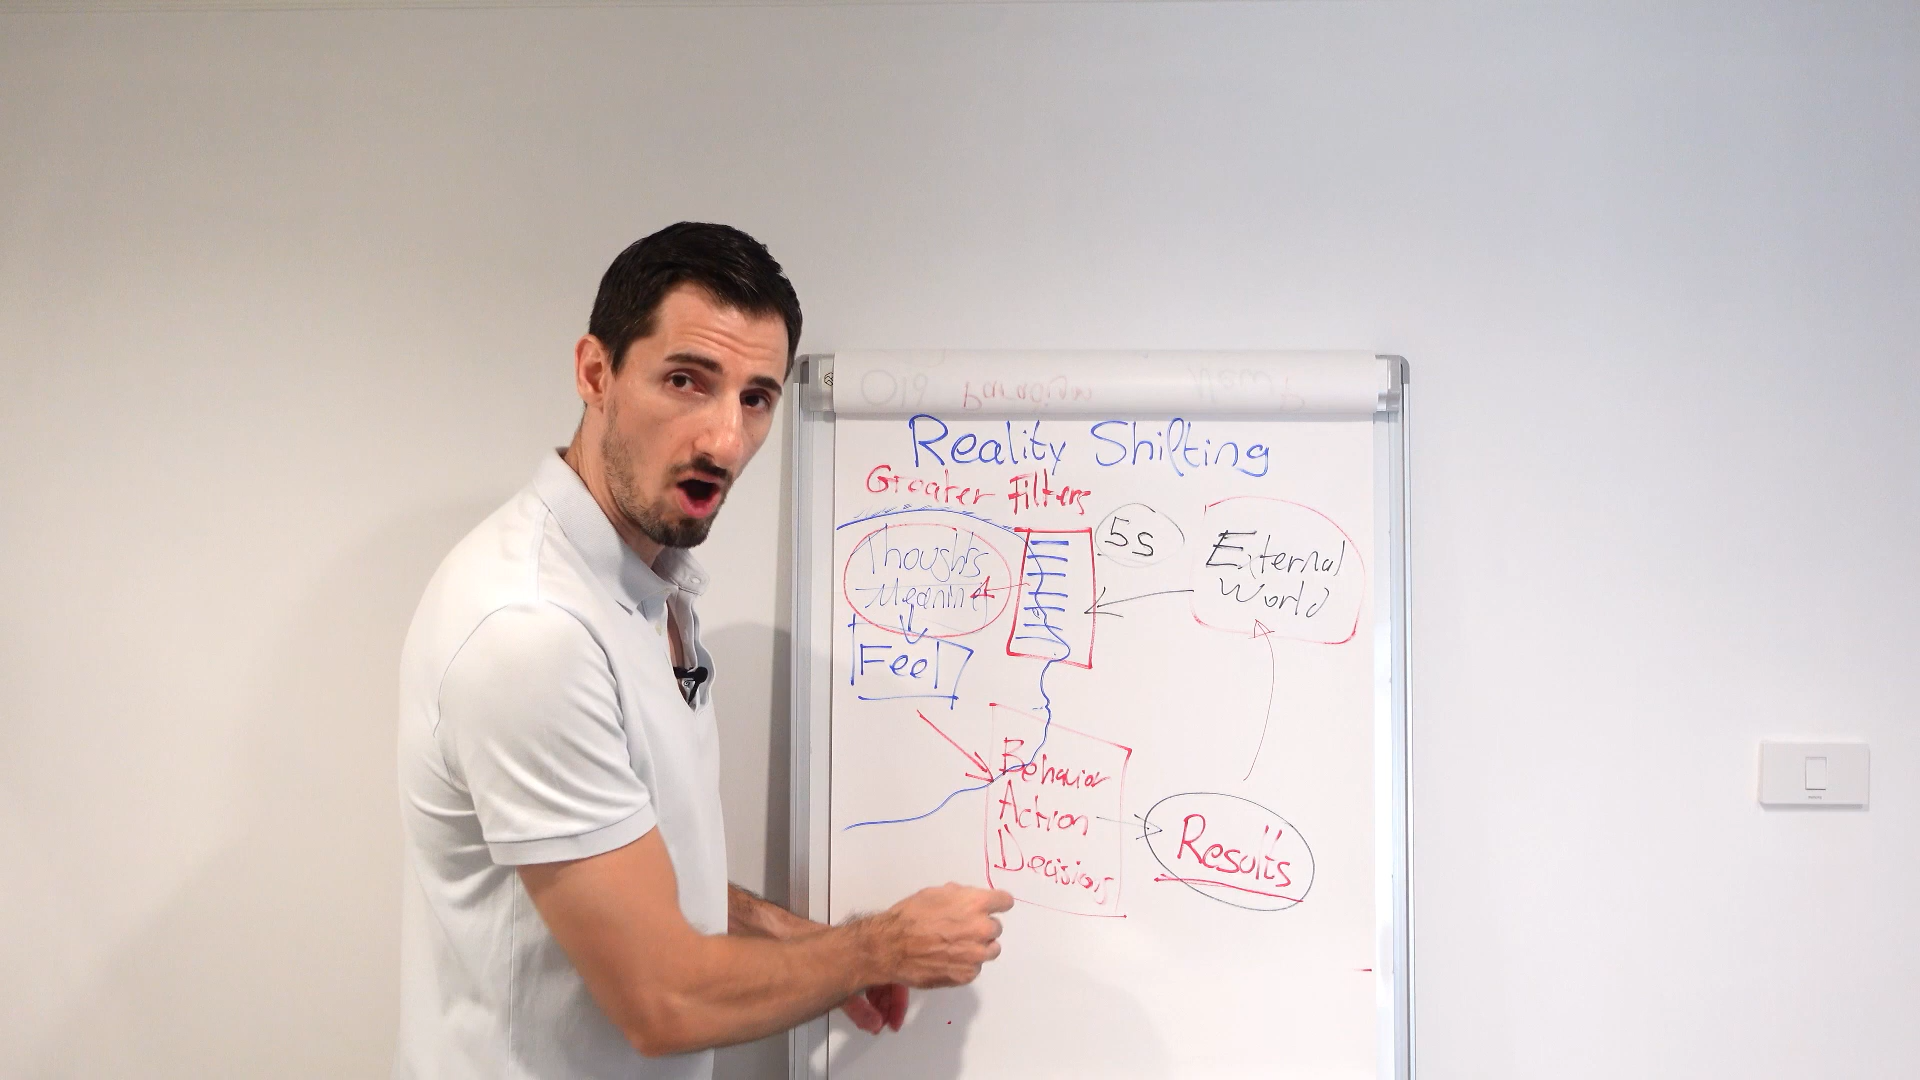 Reality Shifting
Greater Filters
5s
External
World
Thoughts
Meaning
Feel
Behavior
Action
Decisions
Results